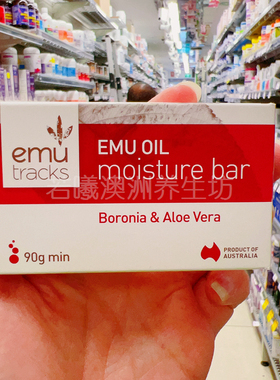 emu
tracks
EMU OIL
moisture bar
Boronia & Aloe Vera
名曦澳洲养生坊
90g min
PRODUCT OF
AUSTRALIA